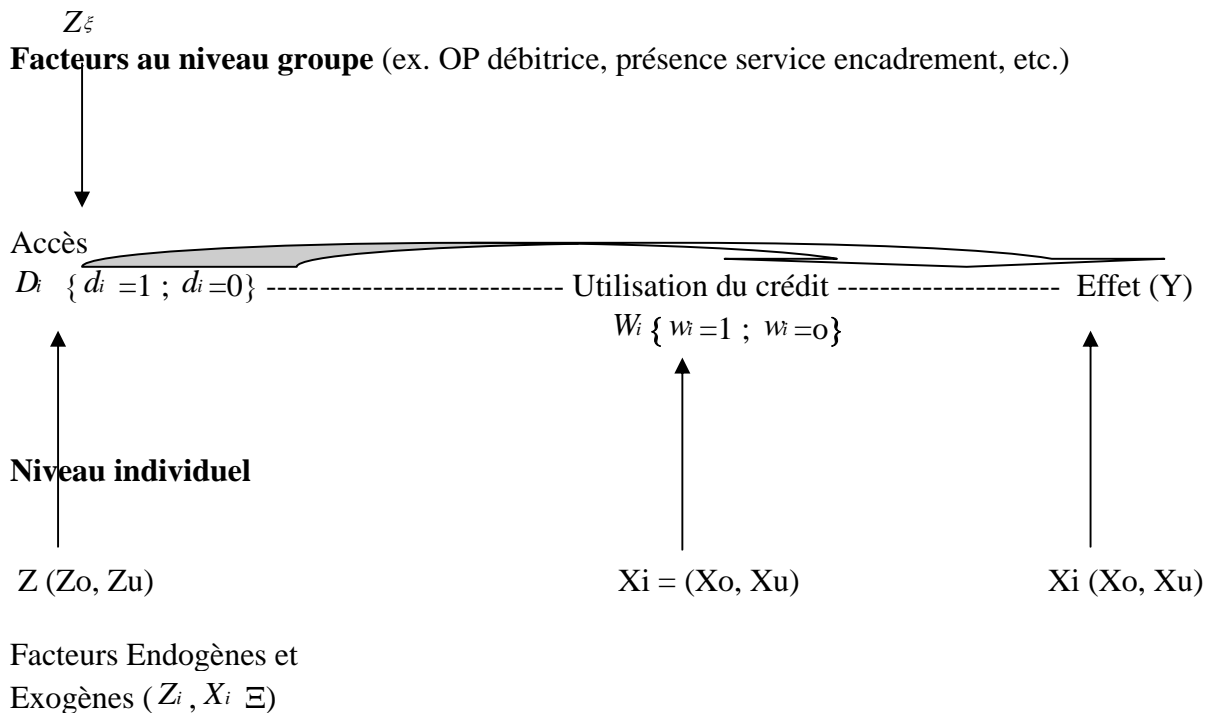 Zξ
Facteurs au niveau groupe (ex. OP débitrice, présence service encadrement, etc.)
Accès
Di { di =1 ; di =0} ---------------------------- Utilisation du crédit --------------------- Effet (Y)
Wi { wi =1 ; wi =o}
Niveau individuel
Z (Zo, Zu) Xi = (Xo, Xu) Xi (Xo, Xu)
Facteurs Endogènes et
Exogènes ( Zi , Xi Ξ)